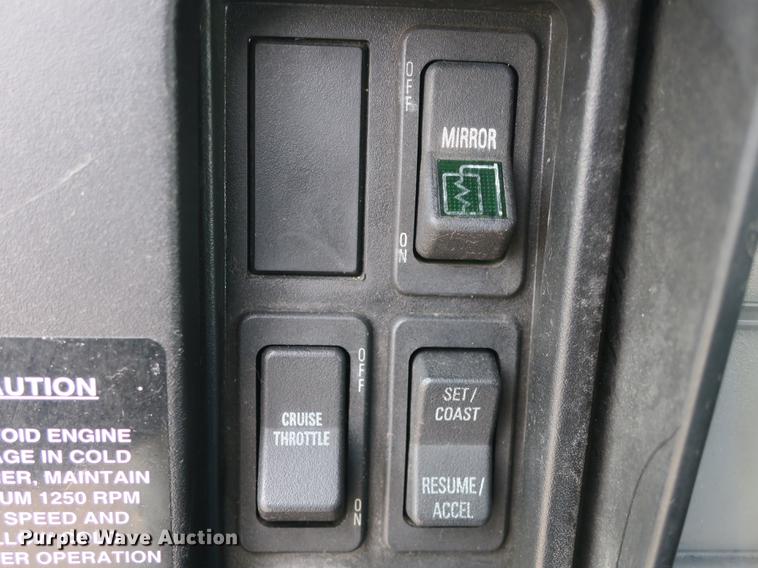 OFF
MIRROR
ON
OFF
CRUISE
THROTTLE
ON
SET/
COAST
RESUME/
ACCEL
AUTION
OID ENGINE
AGE IN COLD
ER, MAINTAIN
UM 1250 RPM
SPEED AND
ER OPERATION
Purple Wave Auction